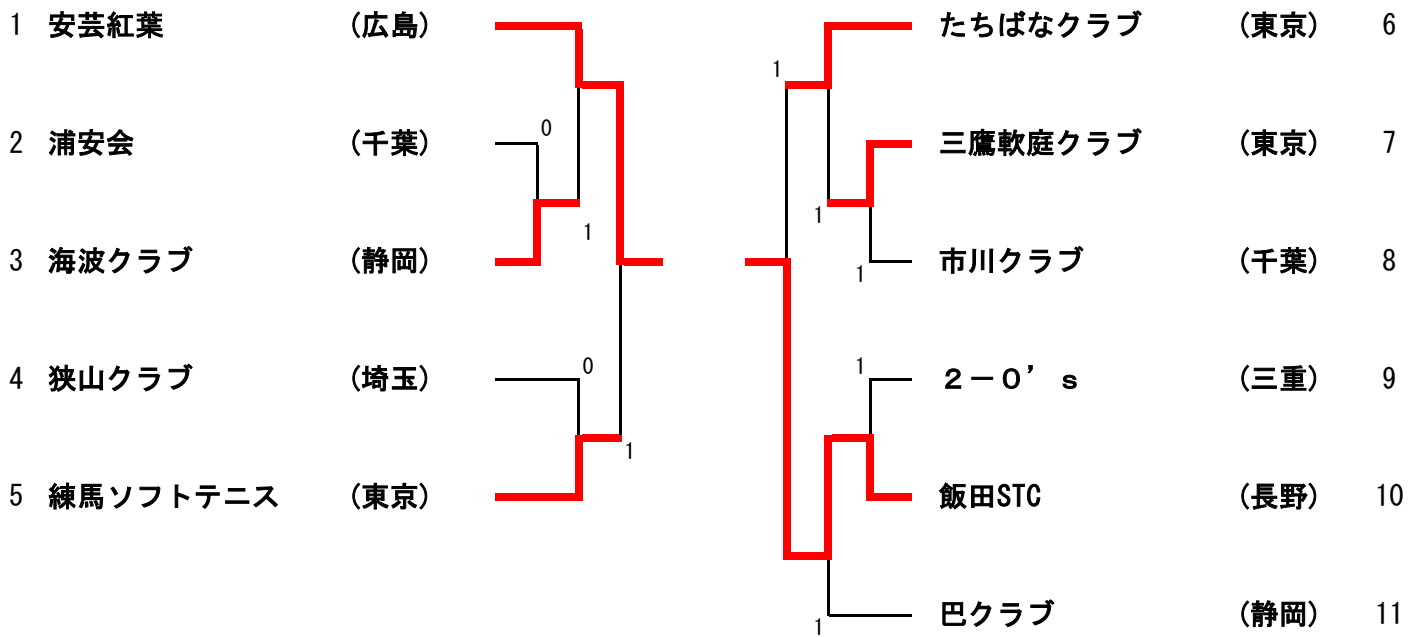 1 安芸紅葉 (広島)
たちばなクラブ (東京) 6
1
2 浦安会 (千葉)
0
三鷹軟庭クラブ (東京) 7
1
1
3 海波クラブ (静岡)
市川クラブ (千葉) 8
1
4 狭山クラブ (埼玉)
0
1
２－０’ｓ (三重) 9
1
5 練馬ソフトテニス (東京)
飯田STC (長野) 10
巴クラブ (静岡) 11
1